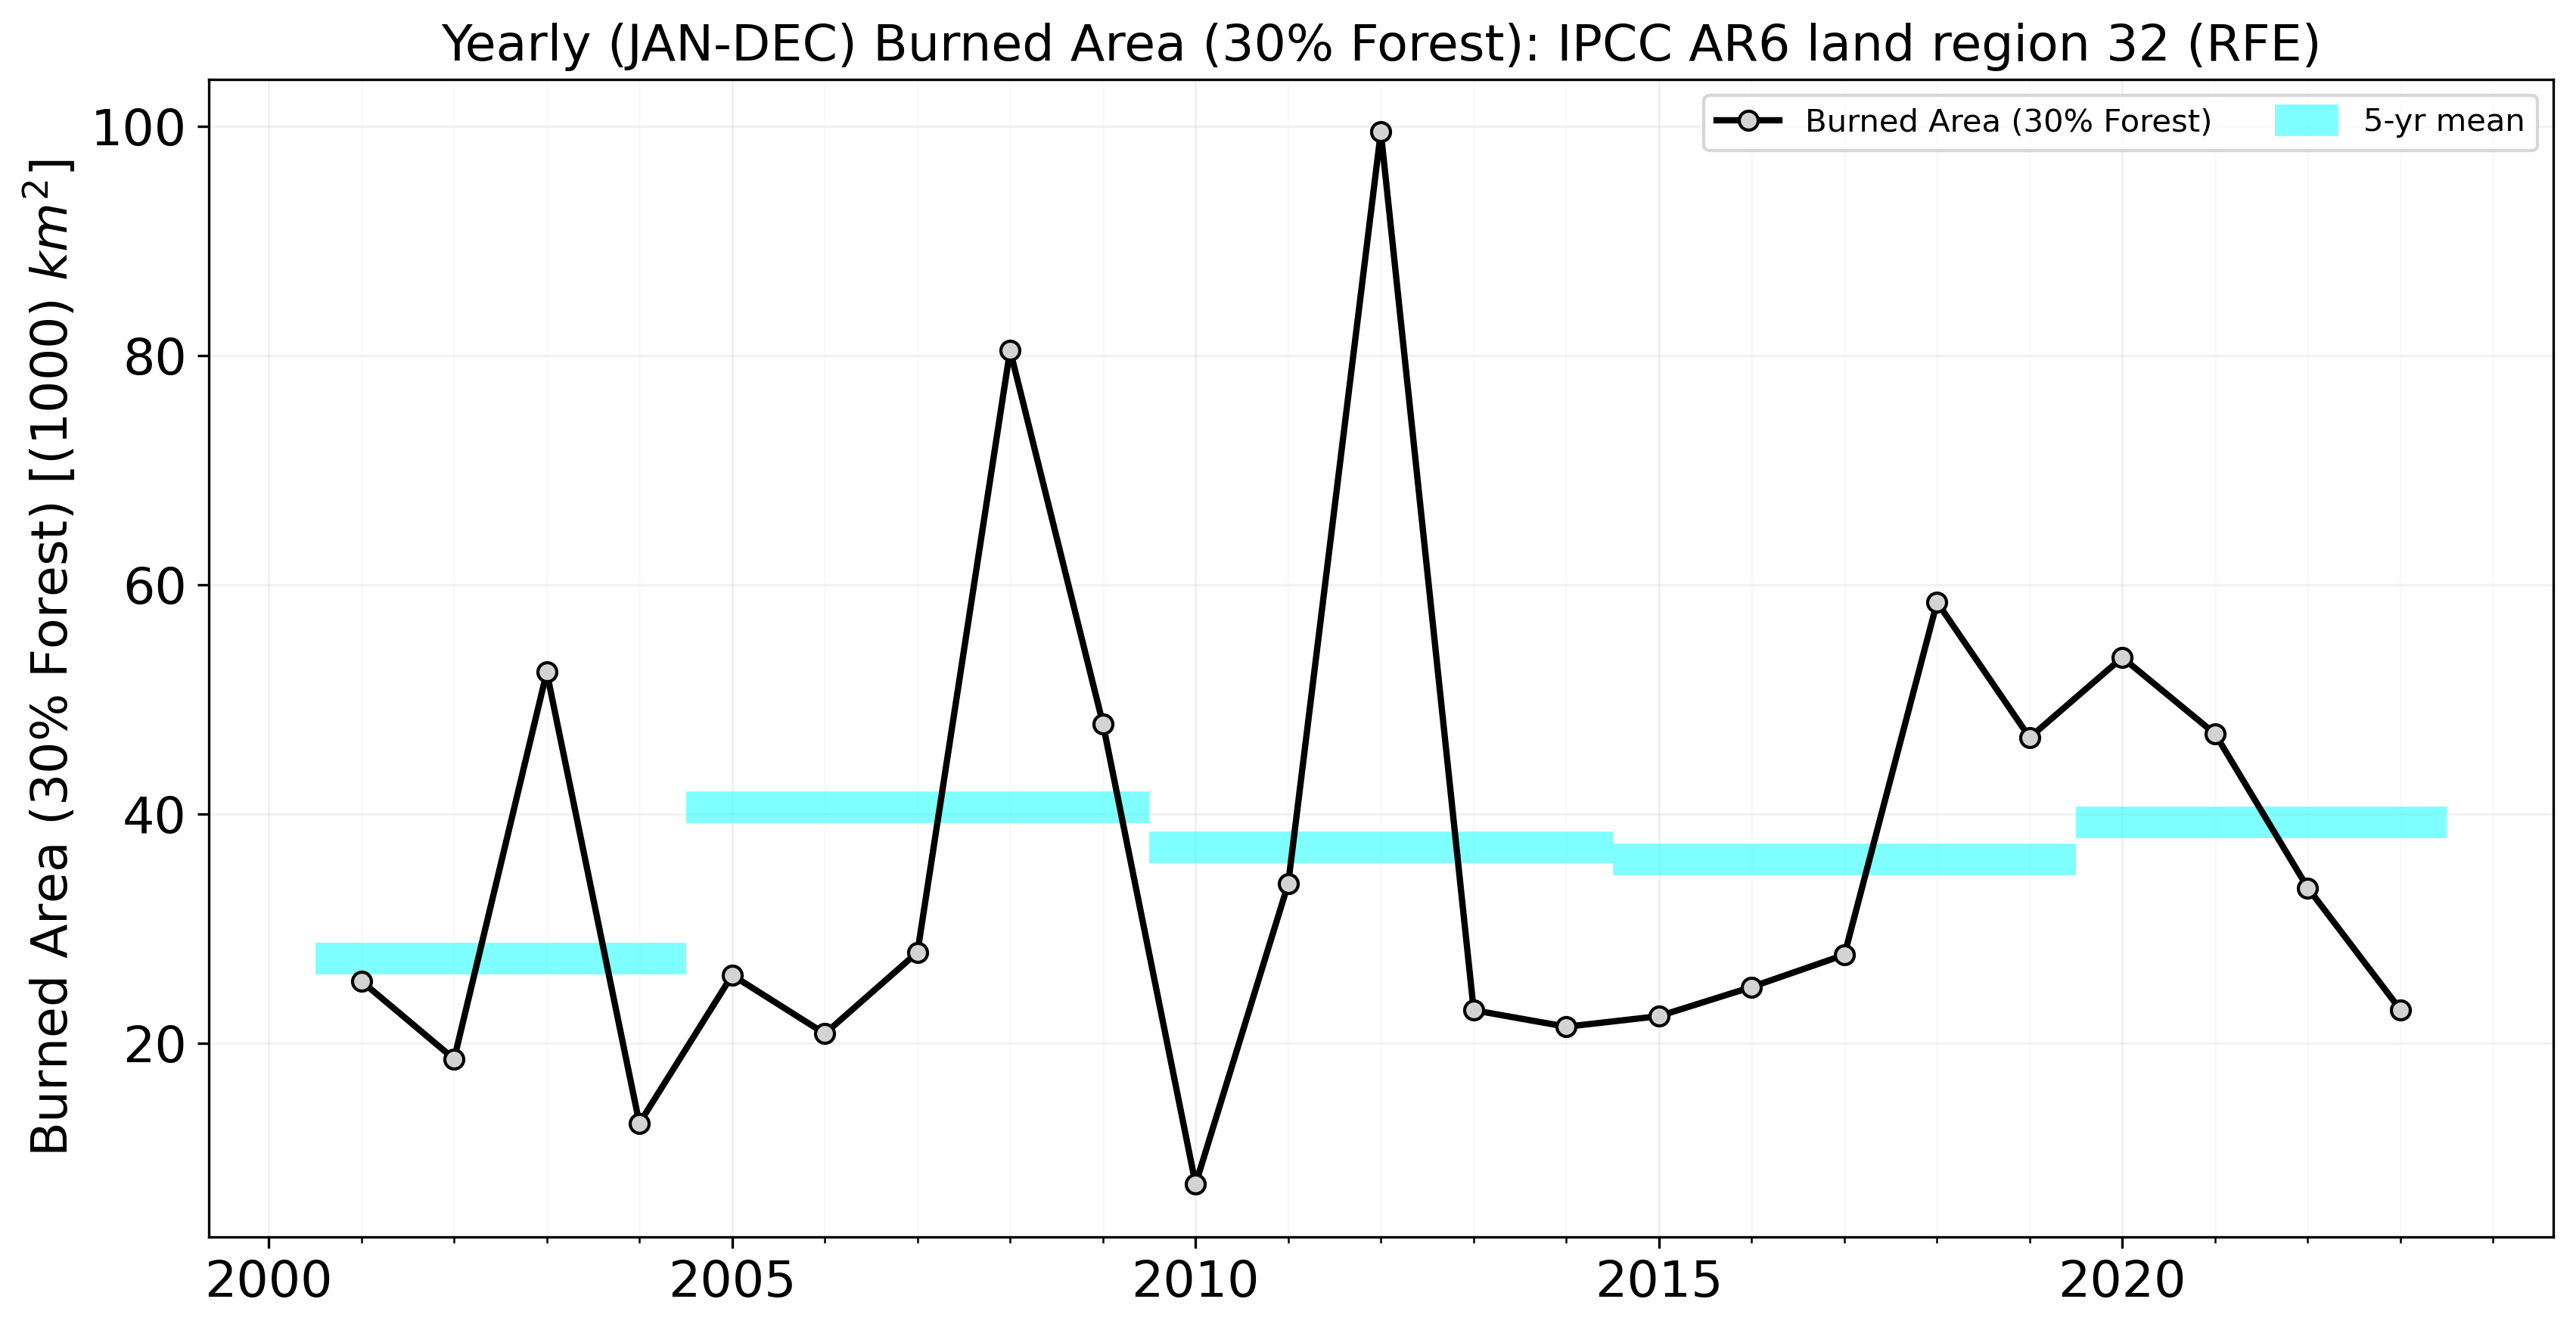 Yearly (JAN-DEC) Burned Area (30% Forest): IPCC AR6 land region 32 (RFE)
Burned Area (30% Forest)
5-yr mean
Burned Area (30% Forest) [(1000) km²]
100
80
60
40
20
2000
2005
2010
2015
2020